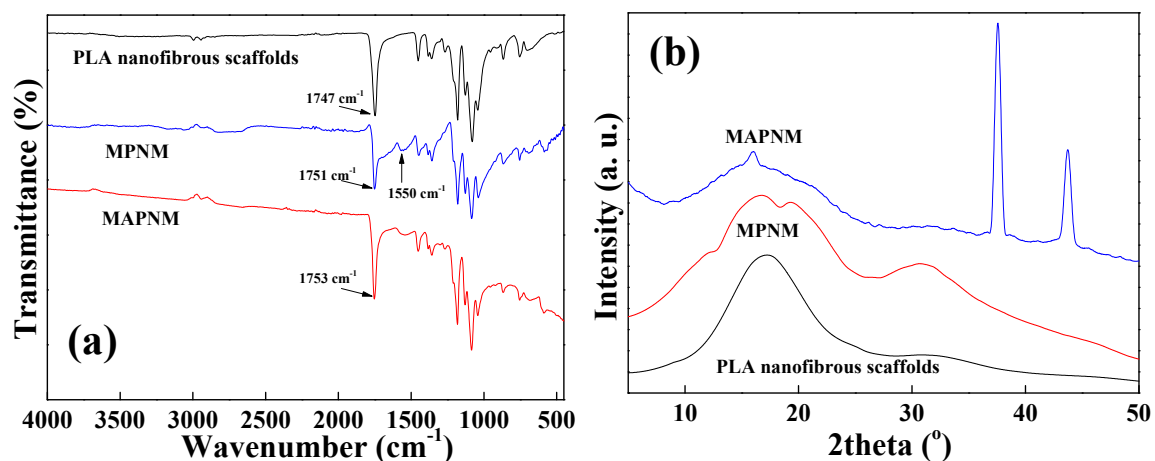 PLA nanofibrous scaffolds
1747 cm⁻¹
MPNM
1751 cm⁻¹
1550 cm⁻¹
MAPNM
1753 cm⁻¹
(a)
Transmittance (%)
4000 3500 3000 2500 2000 1500 1000 500
Wavenumber (cm⁻¹)
(b)
MAPNM
MPNM
PLA nanofibrous scaffolds
Intensity (a. u.)
10 20 30 40 50
2theta (°)